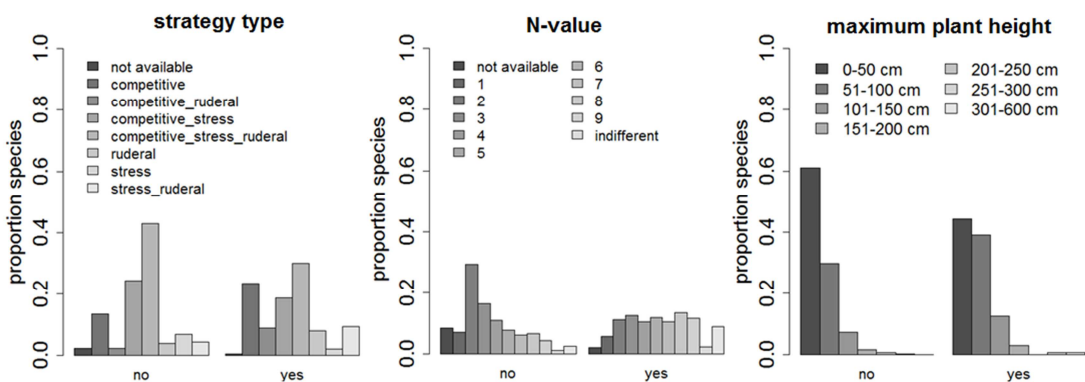 strategy type
proportion species
1.0
0.8
0.6
0.4
0.2
0.0
not available
competitive
competitive_ruderal
competitive_stress
competitive_stress_ruderal
ruderal
stress
stress_ruderal
no yes
N-value
proportion species
1.0
0.8
0.6
0.4
0.2
0.0
not available 6
1 7
2 8
3 9
4 indifferent
5
no yes
maximum plant height
proportion species
1.0
0.8
0.6
0.4
0.2
0.0
0-50 cm 201-250 cm
51-100 cm 251-300 cm
101-150 cm 301-600 cm
151-200 cm
no yes